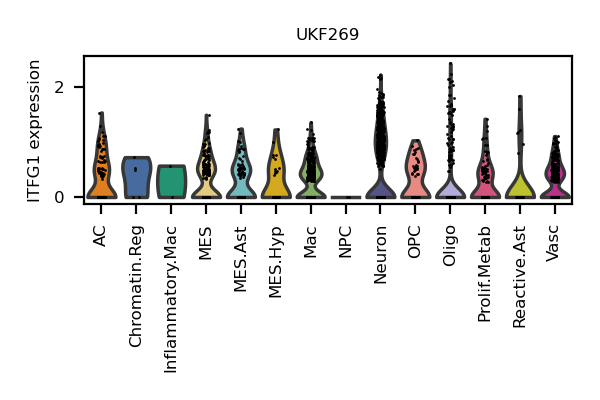 UKF269
ITFG1 expression
2
0
AC
Chromatin.Reg
Inflammatory.Mac
MES
MES.Ast
MES.Hyp
Mac
NPC
Neuron
OPC
Oligo
Prolif.Metab
Reactive.Ast
Vasc